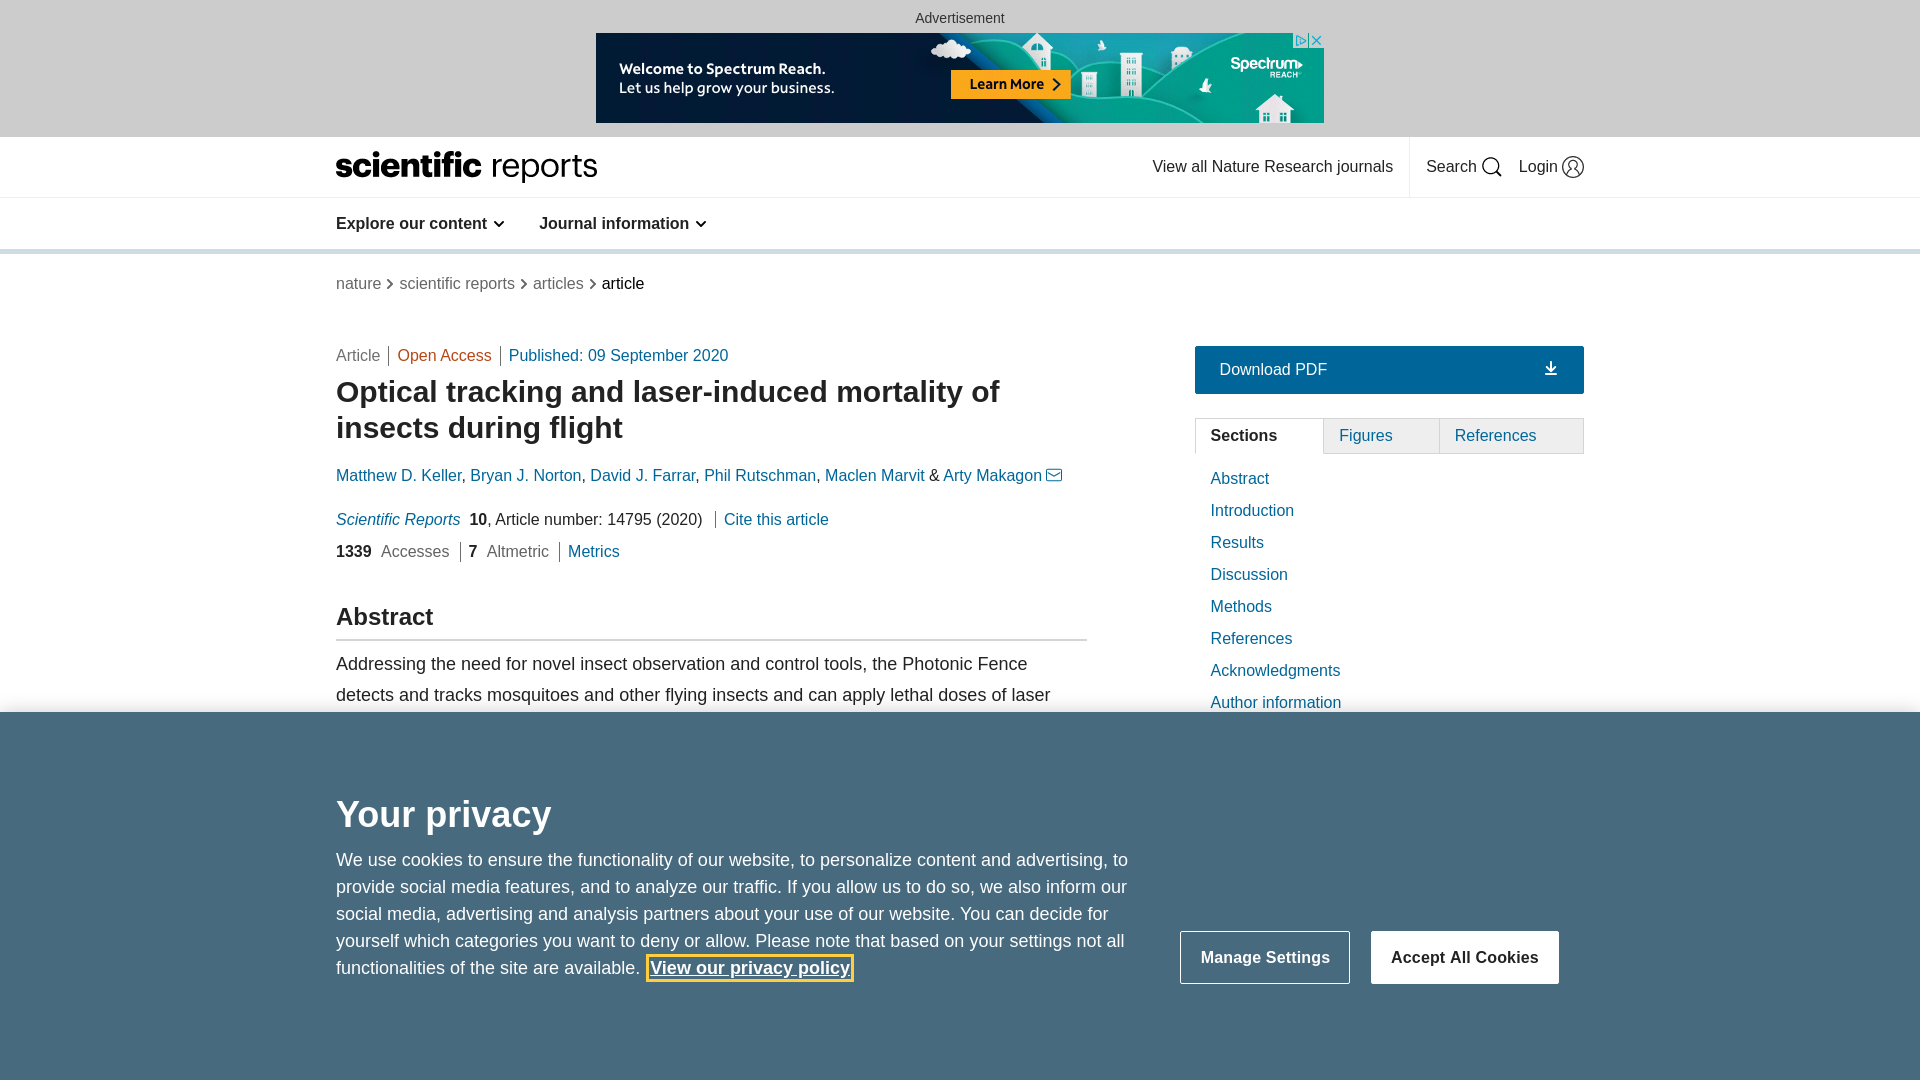 Advertisement
Welcome to Spectrum Reach.
Let us help grow your business.
Learn More
Spectrum
REACH
scientific reports
View all Nature Research journals
Search
Login
Explore our content
Journal information
nature
scientific reports
articles
article
Article
Open Access
Published: 09 September 2020
Optical tracking and laser-induced mortality of
insects during flight
Matthew D. Keller, Bryan J. Norton, David J. Farrar, Phil Rutschman, Maclen Marvit & Arty Makagon
Scientific Reports 10, Article number: 14795 (2020)
Cite this article
1339 Accesses
7 Altmetric
Metrics
Abstract
Addressing the need for novel insect observation and control tools, the Photonic Fence
detects and tracks mosquitoes and other flying insects and can apply lethal doses of laser
Download PDF
Sections
Figures
References
Abstract
Introduction
Results
Discussion
Methods
References
Acknowledgments
Author information
Your privacy
We use cookies to ensure the functionality of our website, to personalize content and advertising, to
provide social media features, and to analyze our traffic. If you allow us to do so, we also inform our
social media, advertising and analysis partners about your use of our website. You can decide for
yourself which categories you want to deny or allow. Please note that based on your settings not all
functionalities of the site are available. View our privacy policy
Manage Settings
Accept All Cookies